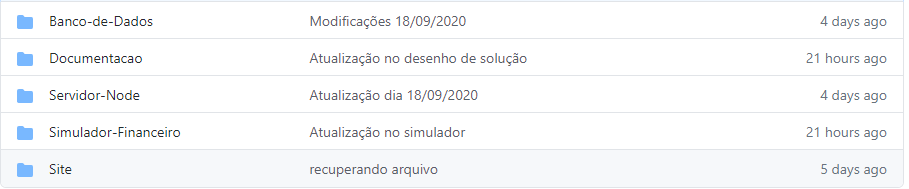 Banco-de-Dados Modificações 18/09/2020 4 days ago
Documentacao Atualização no desenho de solução 21 hours ago
Servidor-Node Atualização dia 18/09/2020 4 days ago
Simulador-Financeiro Atualização no simulador 21 hours ago
Site recuperando arquivo 5 days ago